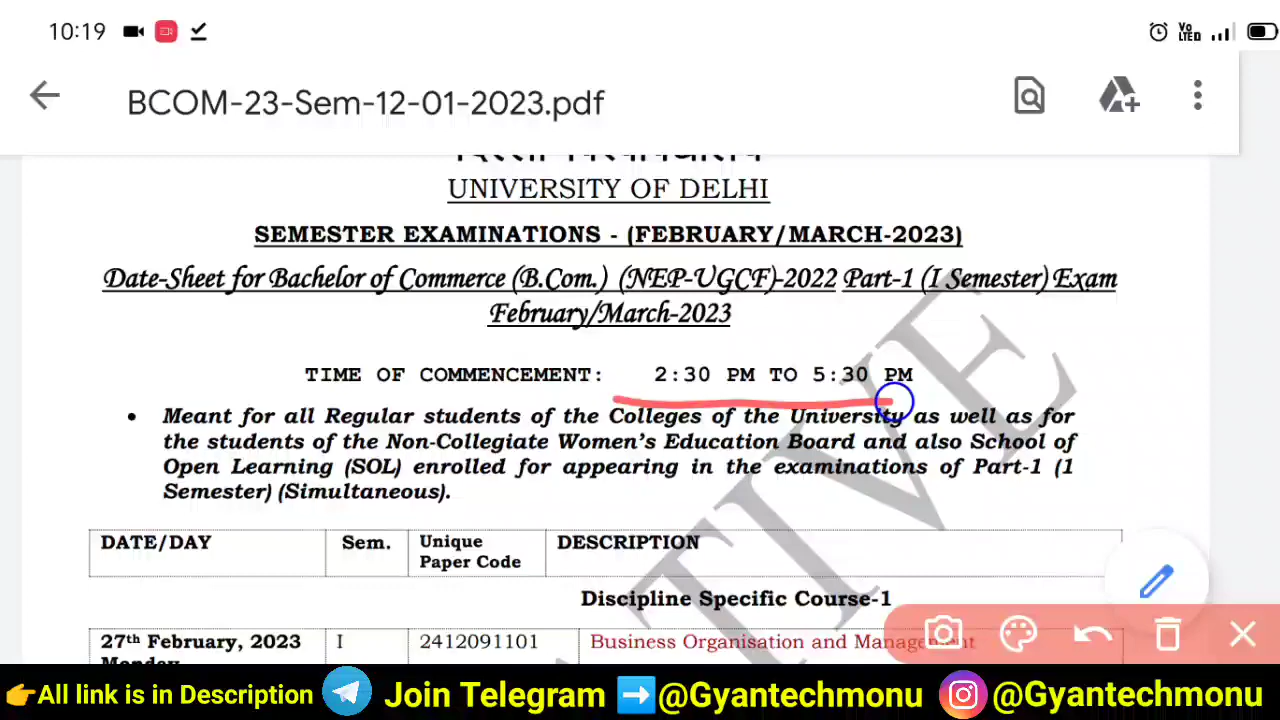 10:19
Vo
LTED
BCOM-23-Sem-12-01-2023.pdf
UNIVERSITY OF DELHI
SEMESTER EXAMINATIONS - (FEBRUARY/MARCH-2023)
Date-Sheet for Bachelor of Commerce (B.Com.) (NEP-UGCF)-2022 Part-1 (I Semester) Exam
February/March-2023
TIME OF COMMENCEMENT: 2:30 PM TO 5:30 PM
• Meant for all Regular students of the Colleges of the University as well as for
the students of the Non-Collegiate Women's Education Board and also School of
Open Learning (SOL) enrolled for appearing in the examinations of Part-1 (1
Semester) (Simultaneous).
DATE/DAY Sem. Unique DESCRIPTION
Paper Code
Discipline Specific Course-1
27th February, 2023 I 2412091101 Business Organisation and Management
Monday
👉All link is in Description Join Telegram ➡@Gyantechmonu @Gyantechmonu